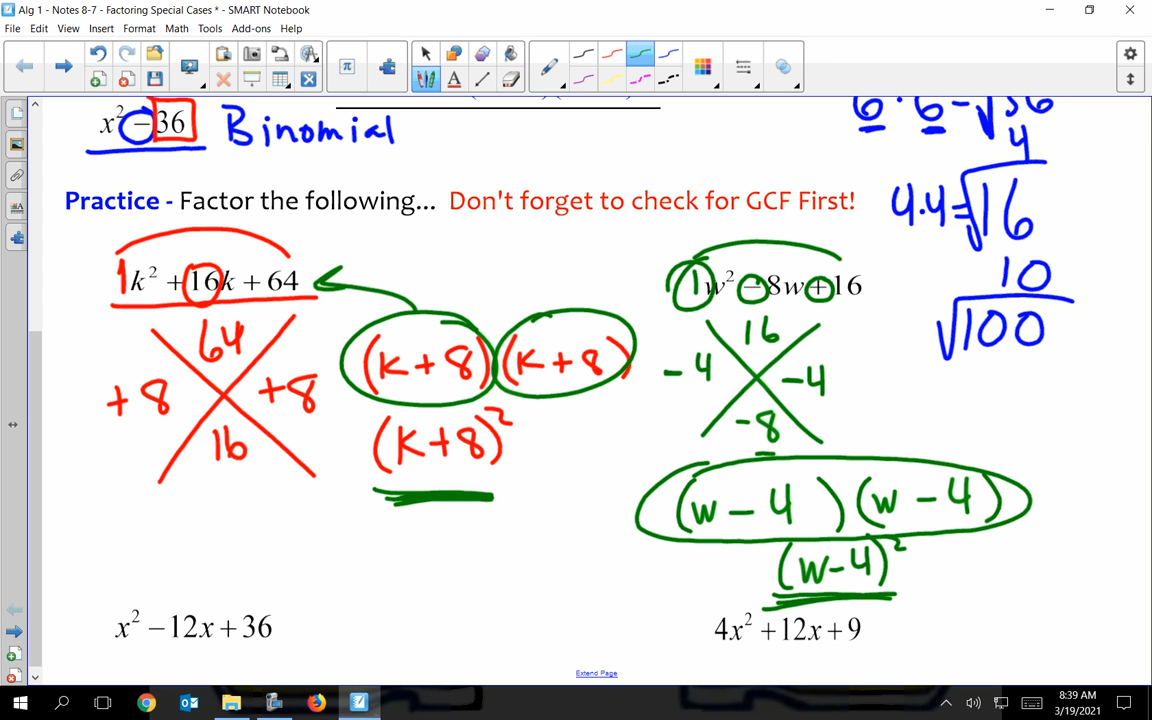 Alg 1 - Notes 8-7 - Factoring Special Cases * - SMART Notebook
File Edit View Insert Format Math Tools Add-ons Help
x² − 36 Binomial
6 · 6 = √36
Practice - Factor the following... Don't forget to check for GCF First!
4
4.4=√16
10
√100
1k² + 16k + 64
64
+8 +8
16
(k+8)(k+8)
(k+8)²
1w² − 8w + 16
16
-4 -4
-8
(w - 4)(w - 4)
(w-4)²
x² − 12x + 36
4x² + 12x + 9
Extend Page
8:39 AM
3/19/2021